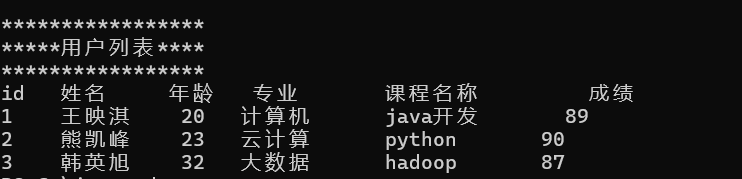 *****************
*****用户列表****
*****************
id 姓名 年龄 专业 课程名称 成绩
1 王映淇 20 计算机 java开发 89
2 熊凯峰 23 云计算 python 90
3 韩英旭 32 大数据 hadoop 87